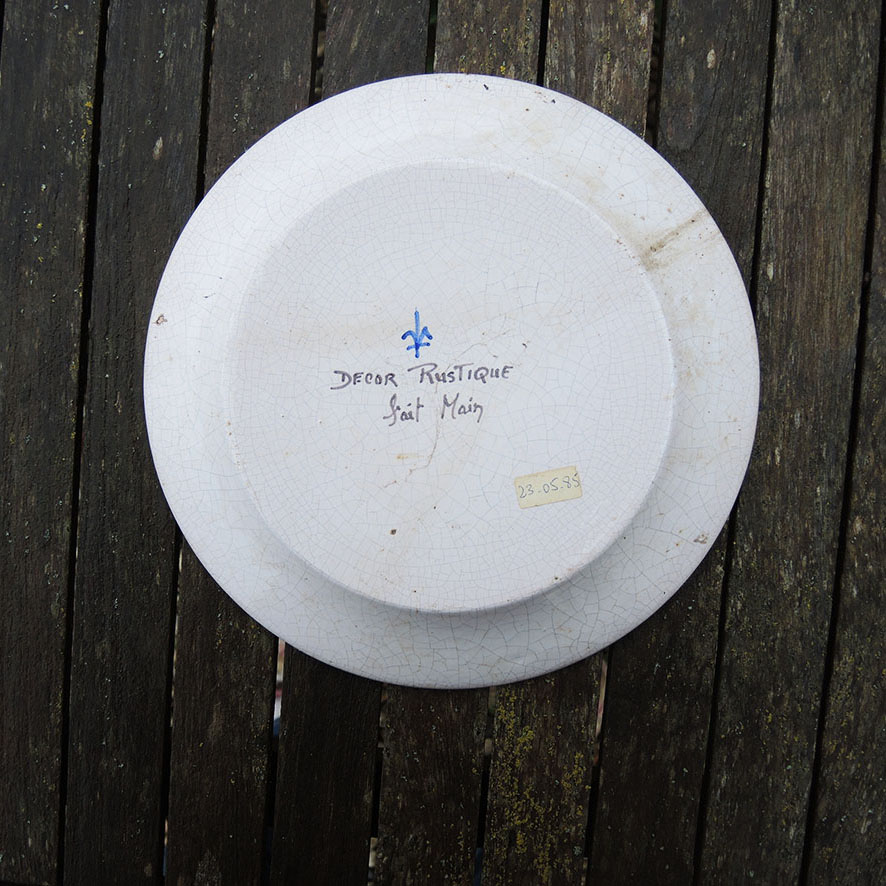 DECOR RUSTIQUE
fait Main
23.05.85